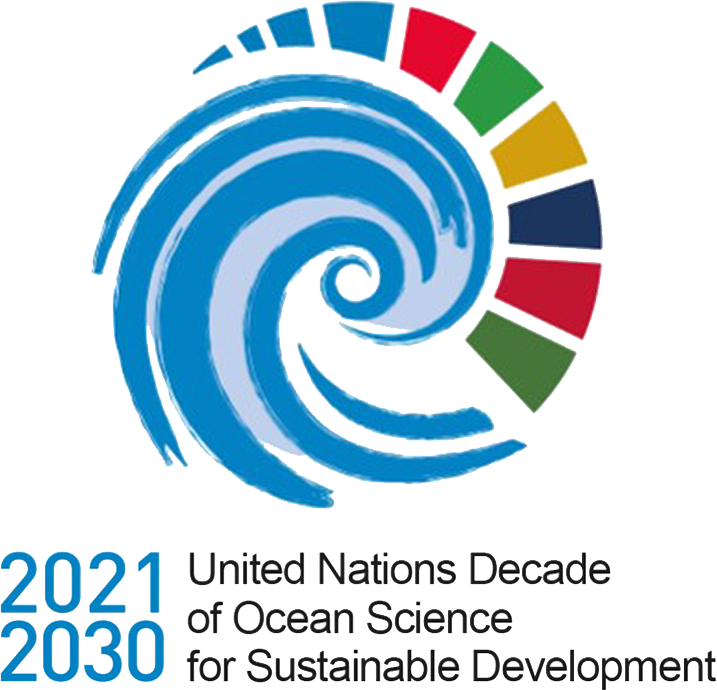 2021
2030
United Nations Decade
of Ocean Science
for Sustainable Development